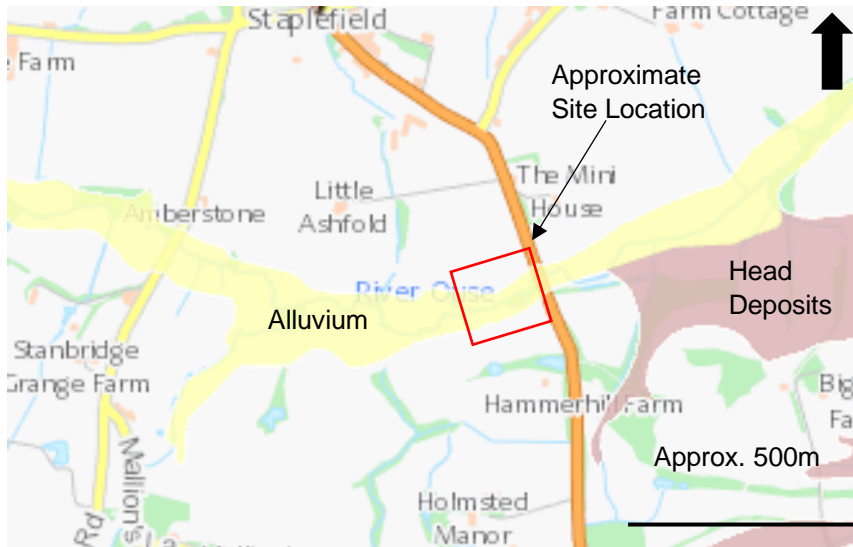 Staplefield
Farm Cottage
e Farm
Approximate
Site Location
The Mini
House
Little
Ashfold
Amberstone
River Ouse
Head
Deposits
Alluvium
Stanbridge
Grange Farm
Big
Fa
Hammerhill Farm
Approx. 500m
Mallion's
Rd
Holmsted
Manor
La